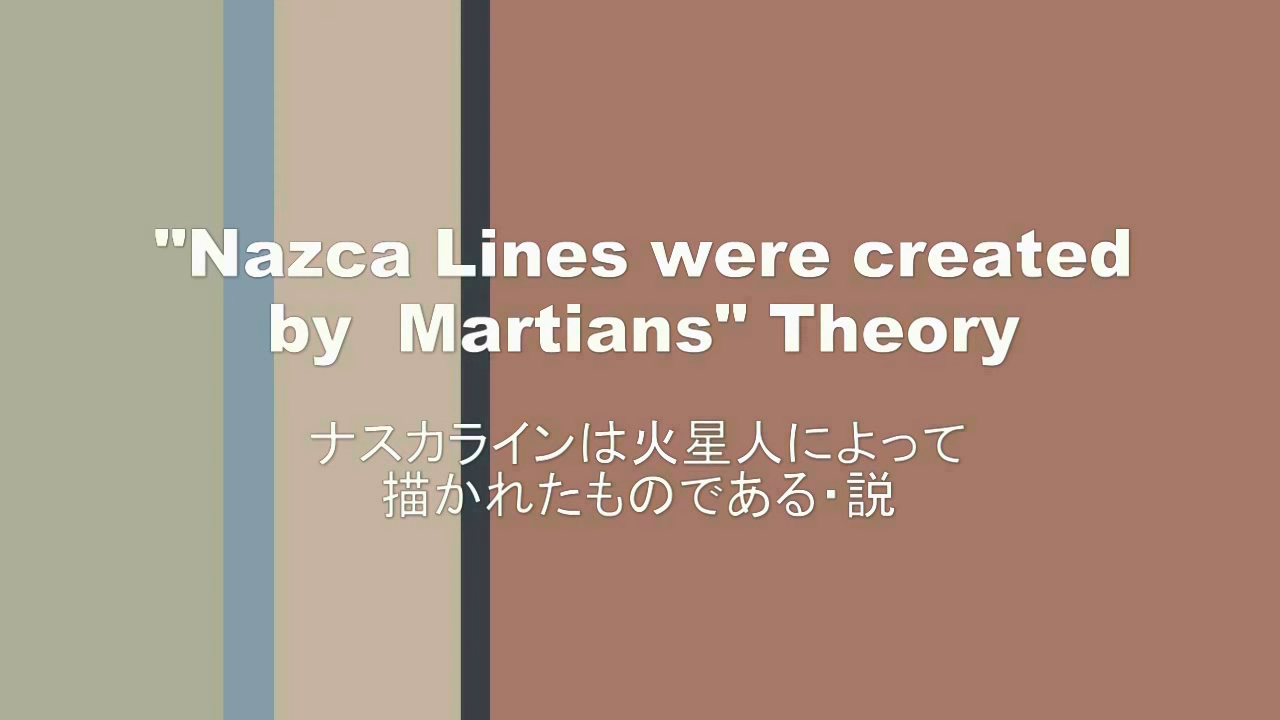 "Nazca Lines were created
by  Martians" Theory
ナスカラインは火星人によって
描かれたものである・説